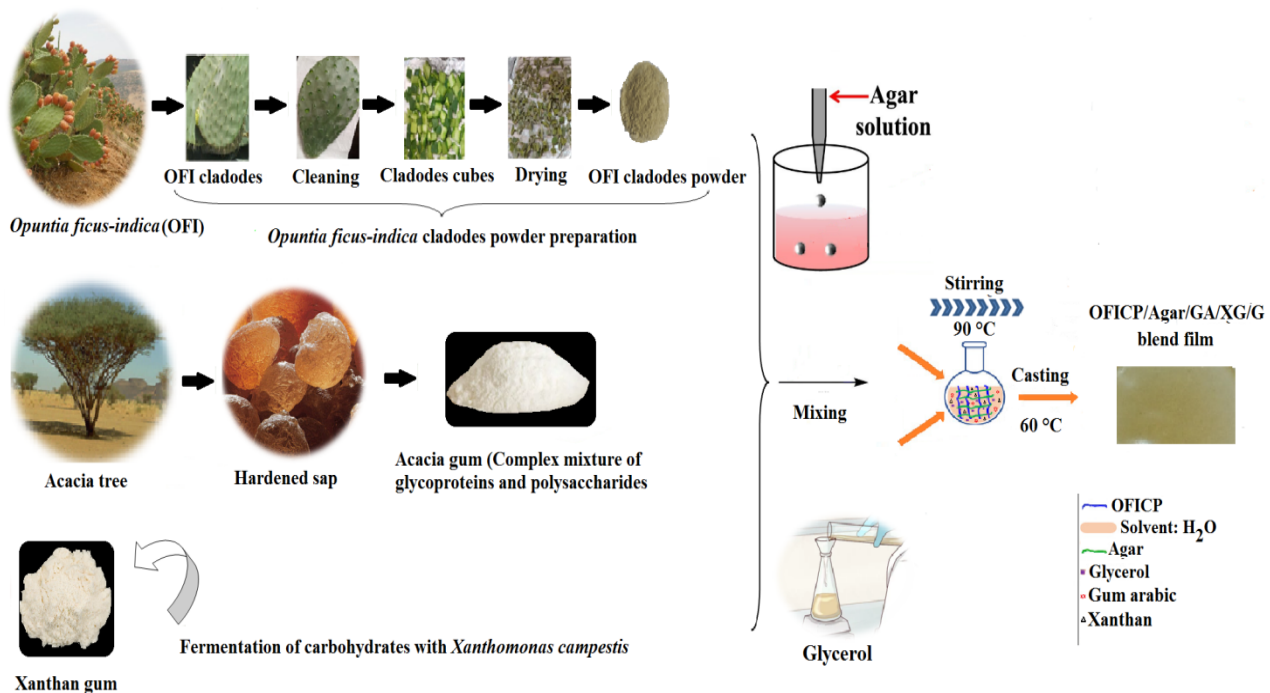 OFI cladodes
Cleaning
Cladodes cubes
Drying
OFI cladodes powder
Opuntia ficus-indica (OFI)
Opuntia ficus-indica cladodes powder preparation
Acacia tree
Hardened sap
Acacia gum (Complex mixture of
glycoproteins and polysaccharides
Fermentation of carbohydrates with Xanthomonas campestis
Xanthan gum
Agar
solution
Mixing
Stirring
90 °C
Casting
60 °C
OFICP/Agar/GA/XG/G
blend film
Glycerol
OFICP
Solvent: H₂O
Agar
Glycerol
Gum arabic
Xanthan